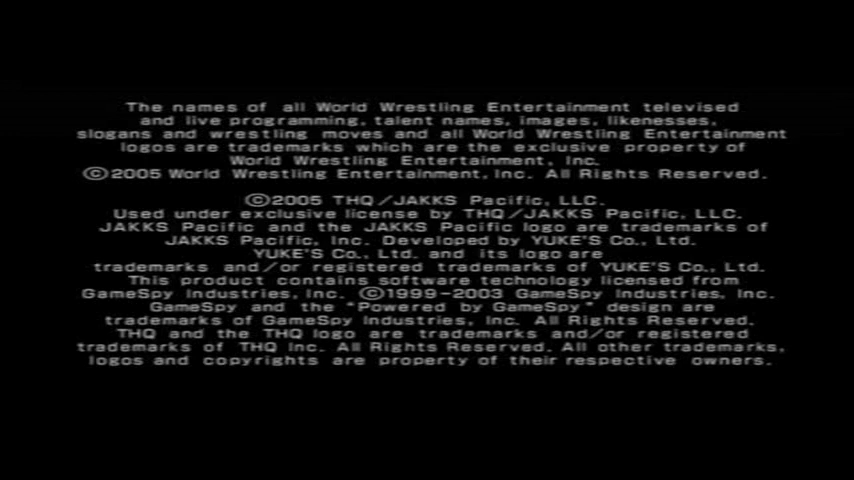 The names of all World Wrestling Entertainment televised
and live programming, talent names, images, likenesses,
slogans and wrestling moves and all World Wrestling Entertainment
logos are trademarks which are the exclusive property of
World Wrestling Entertainment, Inc.
©2005 World Wrestling Entertainment, Inc. All Rights Reserved.
©2005 THQ/JAKKS Pacific, LLC.
Used under exclusive license by THQ/JAKKS Pacific, LLC.
JAKKS Pacific and the JAKKS Pacific logo are trademarks of
JAKKS Pacific, Inc. Developed by YUKE'S Co., Ltd.
YUKE'S Co., Ltd. and its logo are
trademarks and/or registered trademarks of YUKE'S Co., Ltd.
This product contains software technology licensed from
GameSpy Industries, Inc. ©1999-2003 GameSpy Industries, Inc.
GameSpy and the "Powered by GameSpy" design are
trademarks of GameSpy Industries, Inc. All Rights Reserved.
THQ and the THQ logo are trademarks and/or registered
trademarks of THQ Inc. All Rights Reserved. All other trademarks,
logos and copyrights are property of their respective owners.